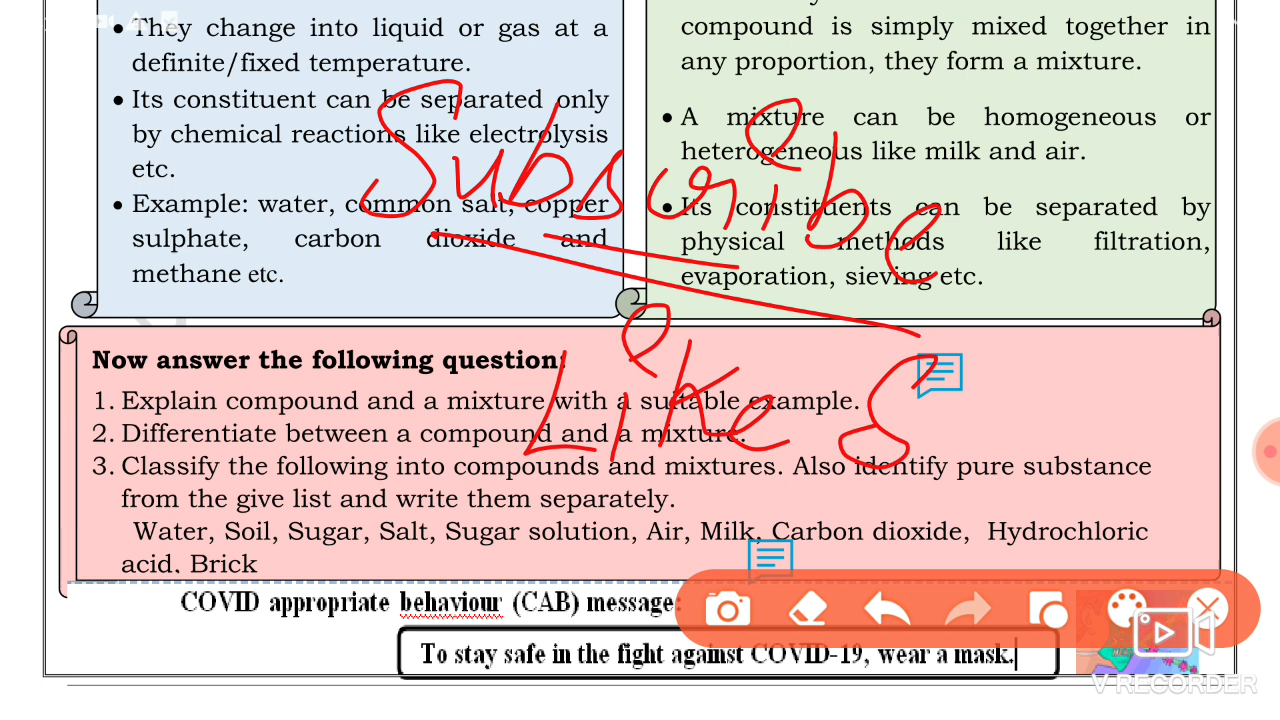 • They change into liquid or gas at a
definite/fixed temperature.
• Its constituent can be separated only
by chemical reactions like electrolysis
etc.
• Example: water, common salt, copper
sulphate, carbon dioxide and
methane etc.
compound is simply mixed together in
any proportion, they form a mixture.
• A mixture can be homogeneous or
heterogeneous like milk and air.
• Its constituents can be separated by
physical methods like filtration,
evaporation, sieving etc.
Subscribe
Like S
Now answer the following question:
1. Explain compound and a mixture with a suitable example.
2. Differentiate between a compound and a mixture.
3. Classify the following into compounds and mixtures. Also identify pure substance
from the give list and write them separately.
Water, Soil, Sugar, Salt, Sugar solution, Air, Milk, Carbon dioxide, Hydrochloric
acid, Brick
COVID appropriate behaviour (CAB) message:
To stay safe in the fight against COVID-19, wear a mask.
VRECORDER